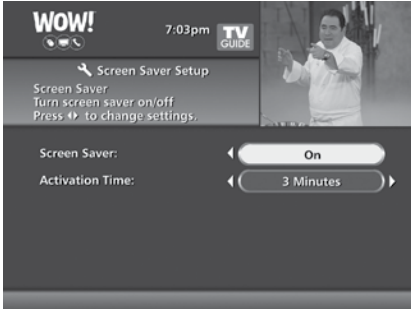 WOW!
7:03pm
TV
GUIDE
Screen Saver Setup
Screen Saver
Turn screen saver on/off
Press ◀▶ to change settings.
Screen Saver:
On
Activation Time:
3 Minutes